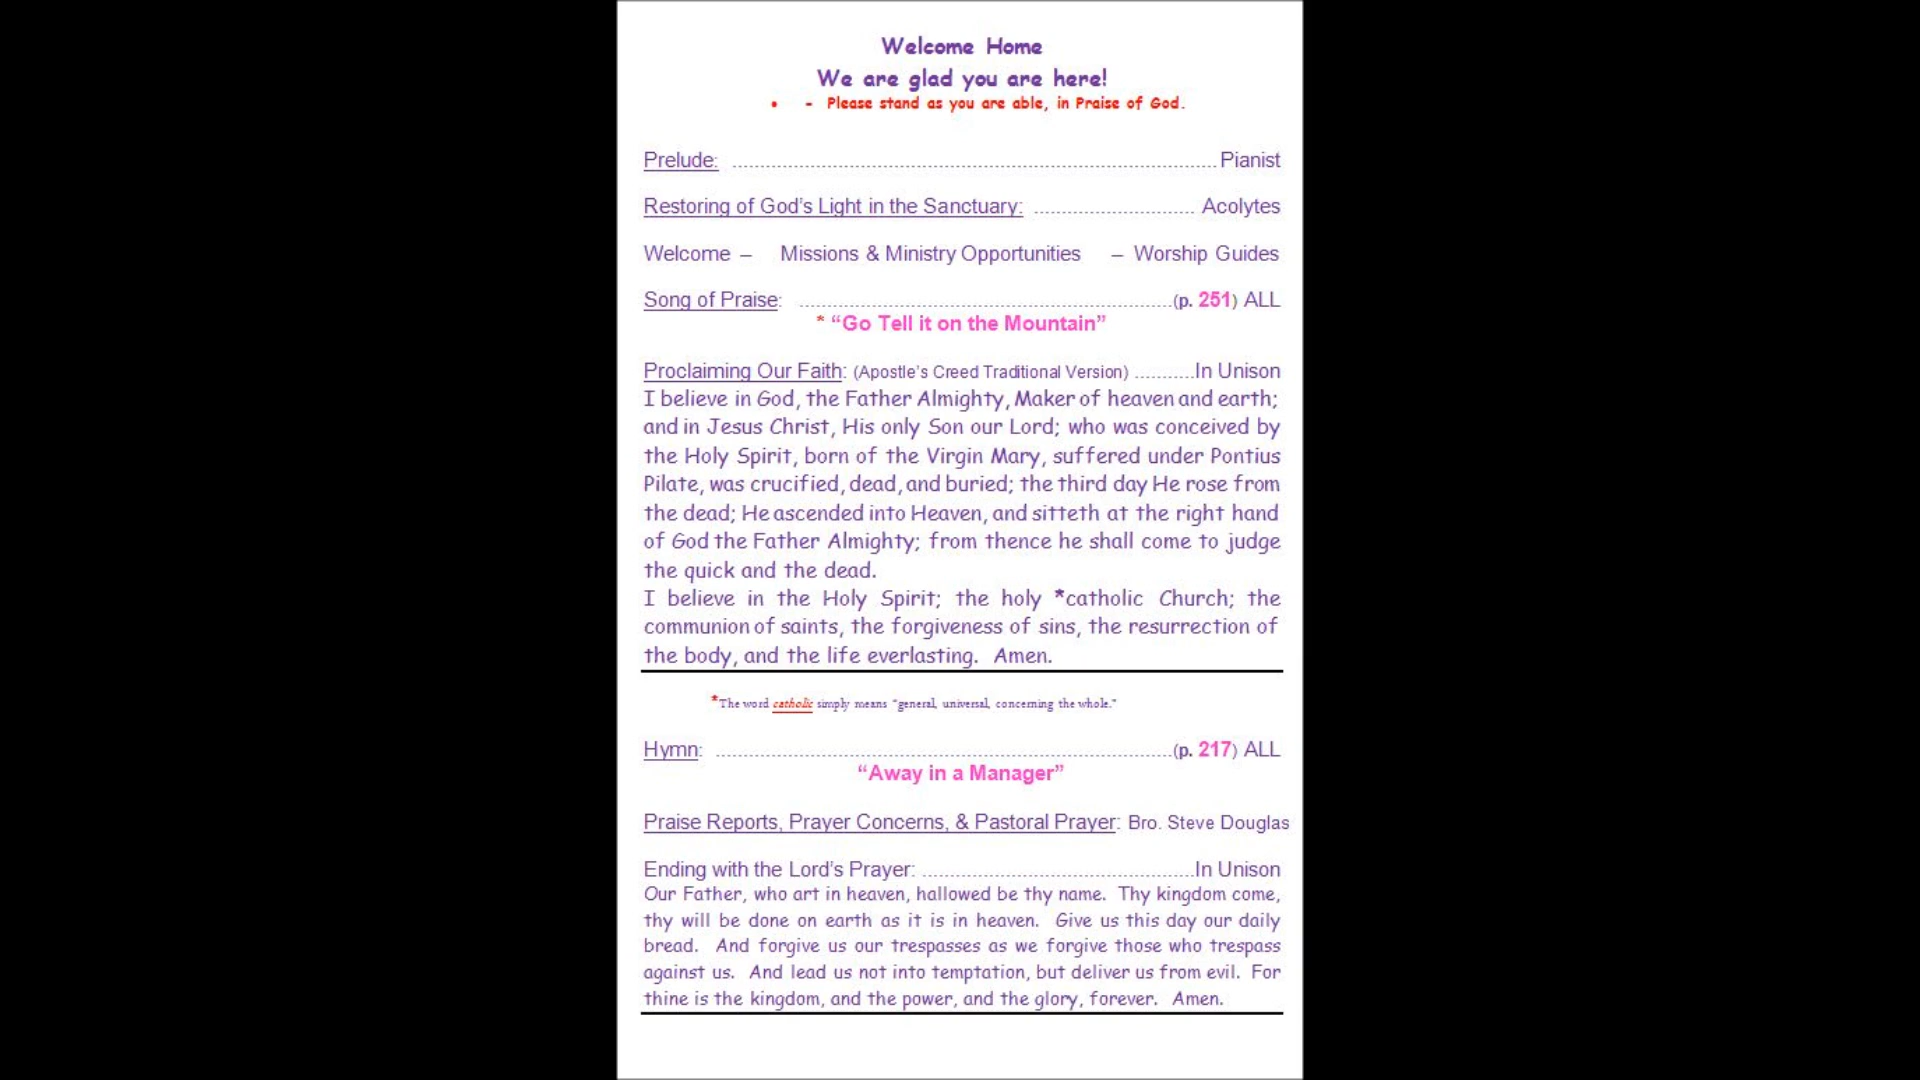 Welcome Home
We are glad you are here!
• - Please stand as you are able, in Praise of God.
Prelude: ........................................................................................ Pianist
Restoring of God’s Light in the Sanctuary: ............................. Acolytes
Welcome – Missions & Ministry Opportunities – Worship Guides
Song of Praise: ....................................................................(p. 251) ALL
* “Go Tell it on the Mountain”
Proclaiming Our Faith: (Apostle’s Creed Traditional Version) ...........In Unison
I believe in God, the Father Almighty, Maker of heaven and earth;
and in Jesus Christ, His only Son our Lord; who was conceived by
the Holy Spirit, born of the Virgin Mary, suffered under Pontius
Pilate, was crucified, dead, and buried; the third day He rose from
the dead; He ascended into Heaven, and sitteth at the right hand
of God the Father Almighty; from thence he shall come to judge
the quick and the dead.
I believe in the Holy Spirit; the holy *catholic Church; the
communion of saints, the forgiveness of sins, the resurrection of
the body, and the life everlasting. Amen.
*The word catholic simply means “general, universal, concerning the whole.”
Hymn: ...................................................................................(p. 217) ALL
“Away in a Manager”
Praise Reports, Prayer Concerns, & Pastoral Prayer: Bro. Steve Douglas
Ending with the Lord’s Prayer: .................................................In Unison
Our Father, who art in heaven, hallowed be thy name. Thy kingdom come,
thy will be done on earth as it is in heaven. Give us this day our daily
bread. And forgive us our trespasses as we forgive those who trespass
against us. And lead us not into temptation, but deliver us from evil. For
thine is the kingdom, and the power, and the glory, forever. Amen.